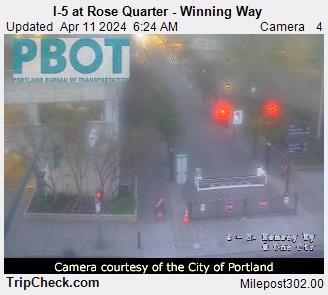 I-5 at Rose Quarter - Winning Way
Updated Apr 11 2024 6:24 AM Camera 4
PBOT
PORTLAND BUREAU OF TRANSPORTATION
Camera courtesy of the City of Portland
TripCheck.com Milepost302.00